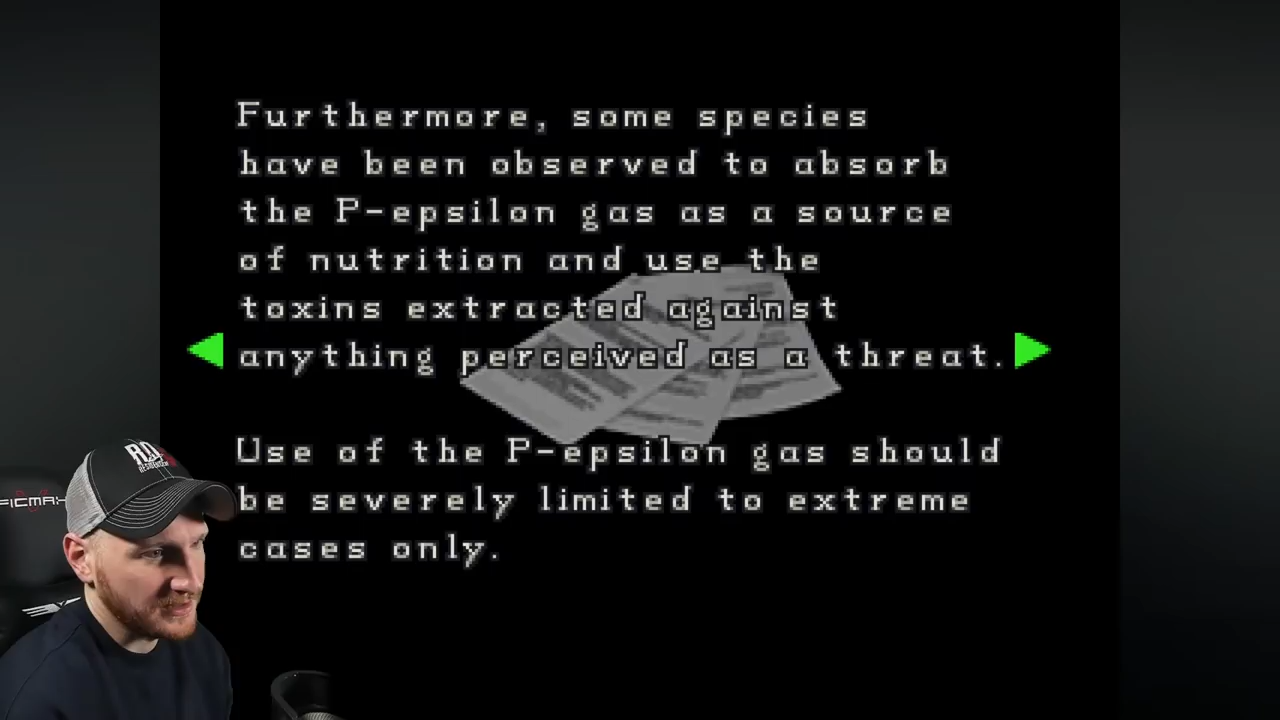 Furthermore, some species
have been observed to absorb
the P-epsilon gas as a source
of nutrition and use the
toxins extracted against
anything perceived as a threat.
Use of the P-epsilon gas should
be severely limited to extreme
cases only.